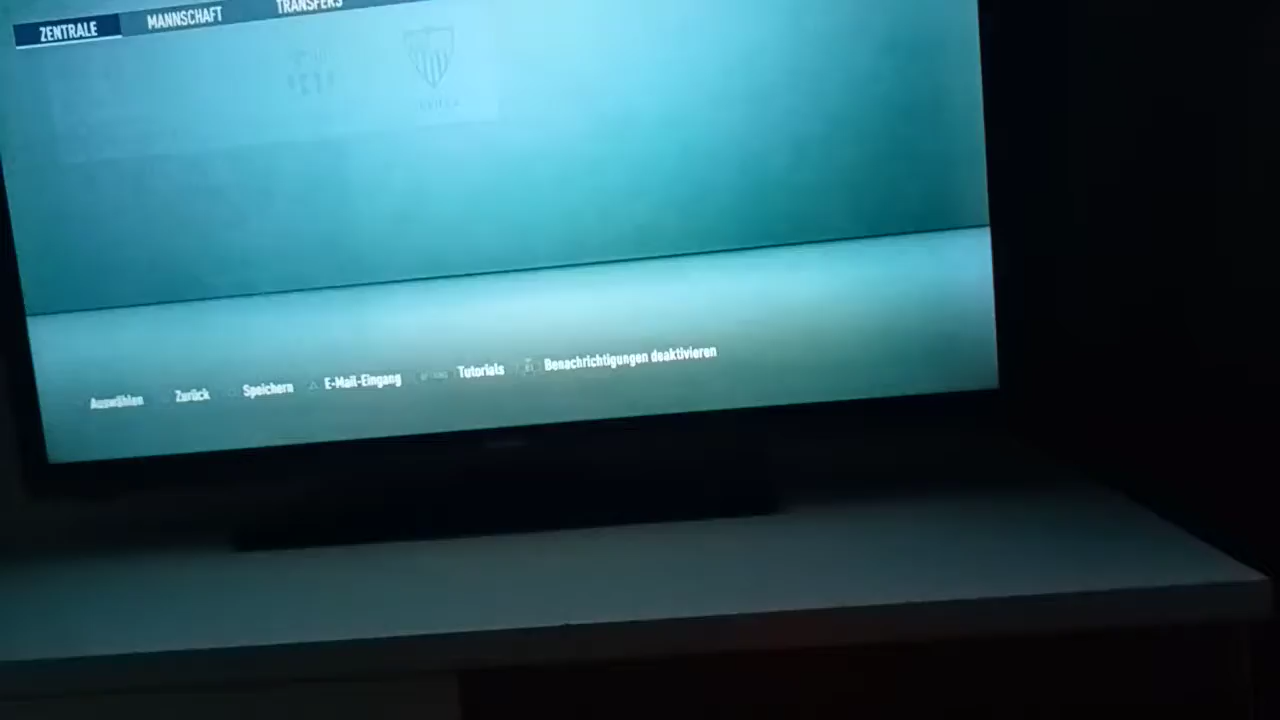 ZENTRALE MANNSCHAFT TRANSFERS
Auswählen Zurück Speichern E-Mail-Eingang Tutorials Benachrichtigungen deaktivieren